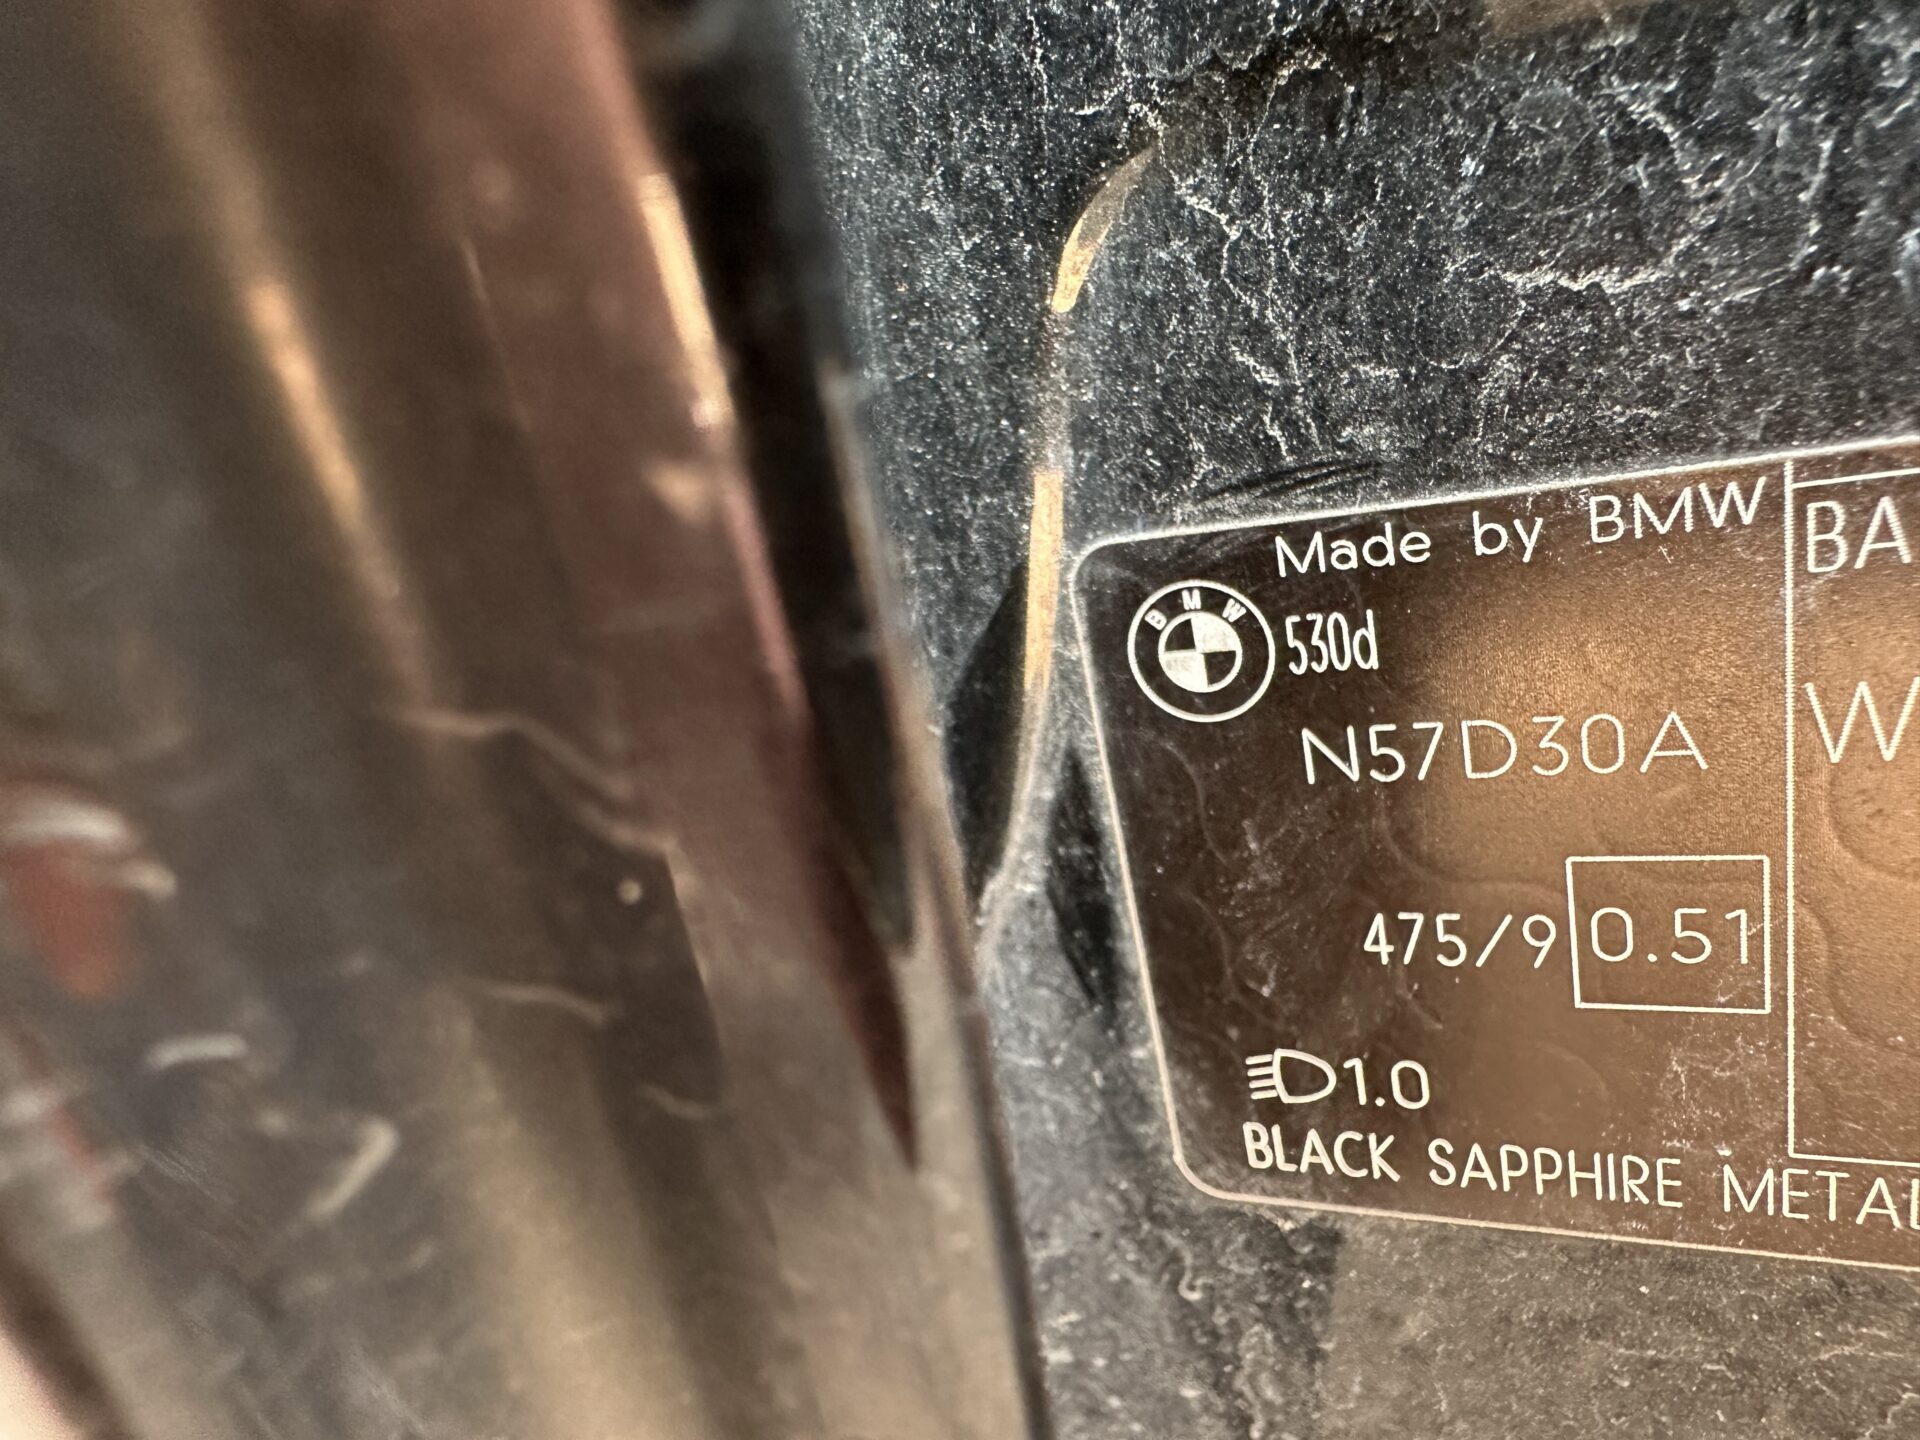 Made by BMW
BMW 530d
N57D30A
475/9 0.51
1.0
BLACK SAPPHIRE